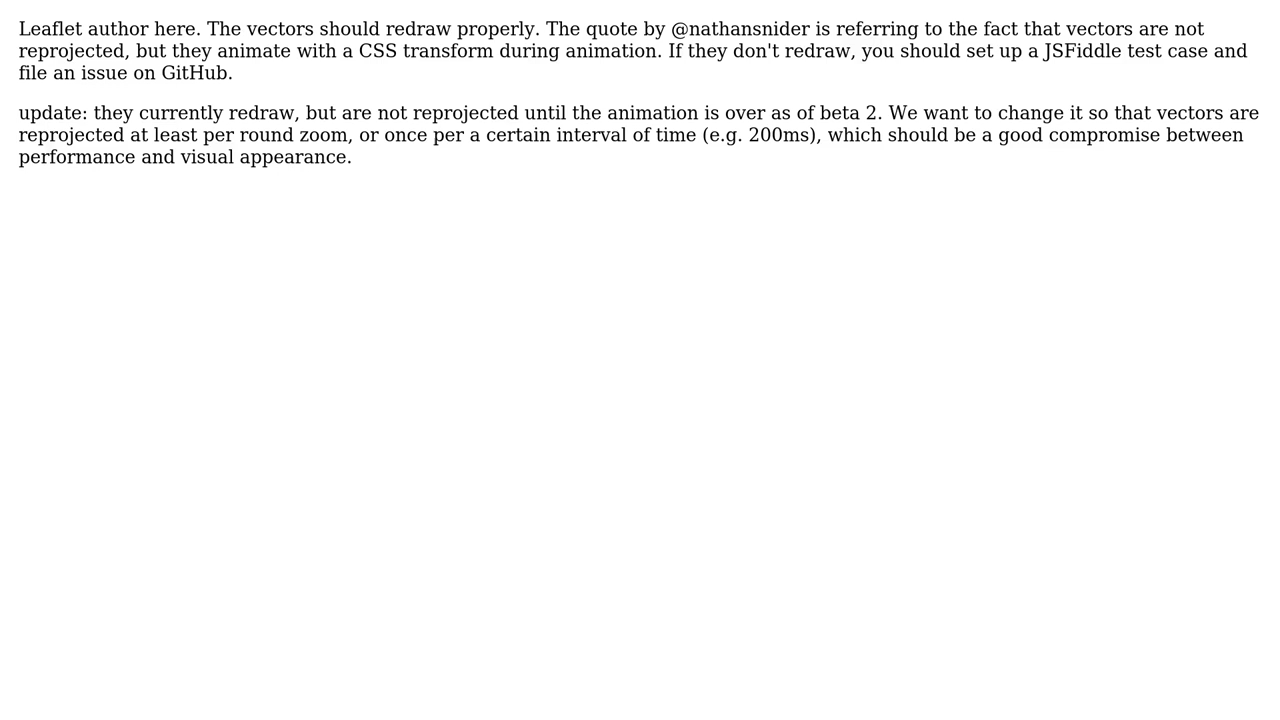 Leaflet author here. The vectors should redraw properly. The quote by @nathansnider is referring to the fact that vectors are not
reprojected, but they animate with a CSS transform during animation. If they don't redraw, you should set up a JSFiddle test case and
file an issue on GitHub.
update: they currently redraw, but are not reprojected until the animation is over as of beta 2. We want to change it so that vectors are
reprojected at least per round zoom, or once per a certain interval of time (e.g. 200ms), which should be a good compromise between
performance and visual appearance.